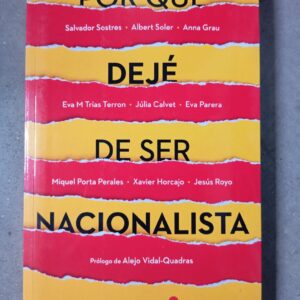 POR QUÉ
Salvador Sostres • Albert Soler • Anna Grau
DEJÉ
Eva M Trias Terron • Júlia Calvet • Eva Parera
DE SER
Miquel Porta Perales • Xavier Horcajo • Jesús Royo
NACIONALISTA
Prólogo de Alejo Vidal-Quadras